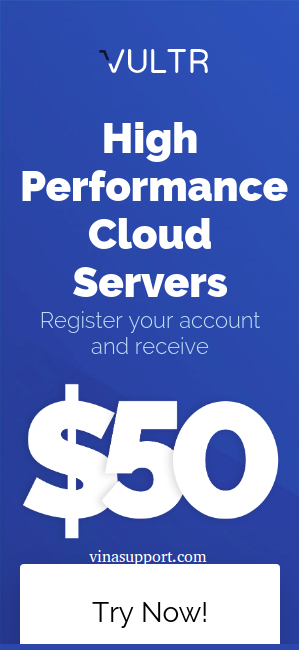 VULTR
High
Performance
Cloud
Servers
Register your account
and receive
$50
vinasupport.com
Try Now!